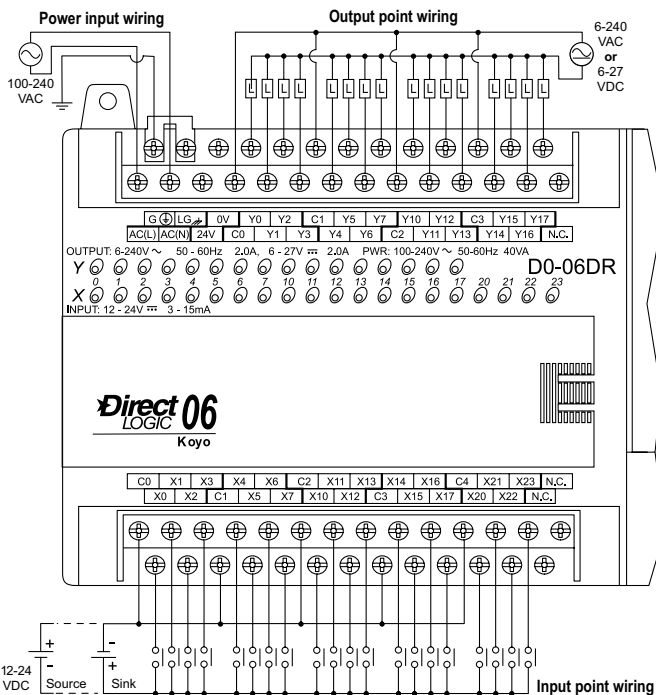 Power input wiring
Output point wiring
6-240
VAC
or
6-27
VDC
100-240
VAC
L L L L L L L L L L L L L L L L
G LG 0V Y0 Y2 C1 Y5 Y7 Y10 Y12 C3 Y15 Y17
AC(L) AC(N) 24V C0 Y1 Y3 Y4 Y6 C2 Y11 Y13 Y14 Y16 N.C.
OUTPUT: 6-240V ~ 50 - 60Hz 2.0A, 6 - 27V ⎓ 2.0A PWR: 100-240V ~ 50-60Hz 40VA
Y
D0-06DR
0 1 2 3 4 5 6 7 10 11 12 13 14 15 16 17 20 21 22 23
X
INPUT: 12 - 24V ⎓ 3 - 15mA
Direct 06
LOGIC
Koyo
C0 X1 X3 X4 X6 C2 X11 X13 X14 X16 C4 X21 X23 N.C.
X0 X2 C1 X5 X7 X10 X12 C3 X15 X17 X20 X22 N.C.
+ -
- +
12-24
VDC
Source Sink
Input point wiring